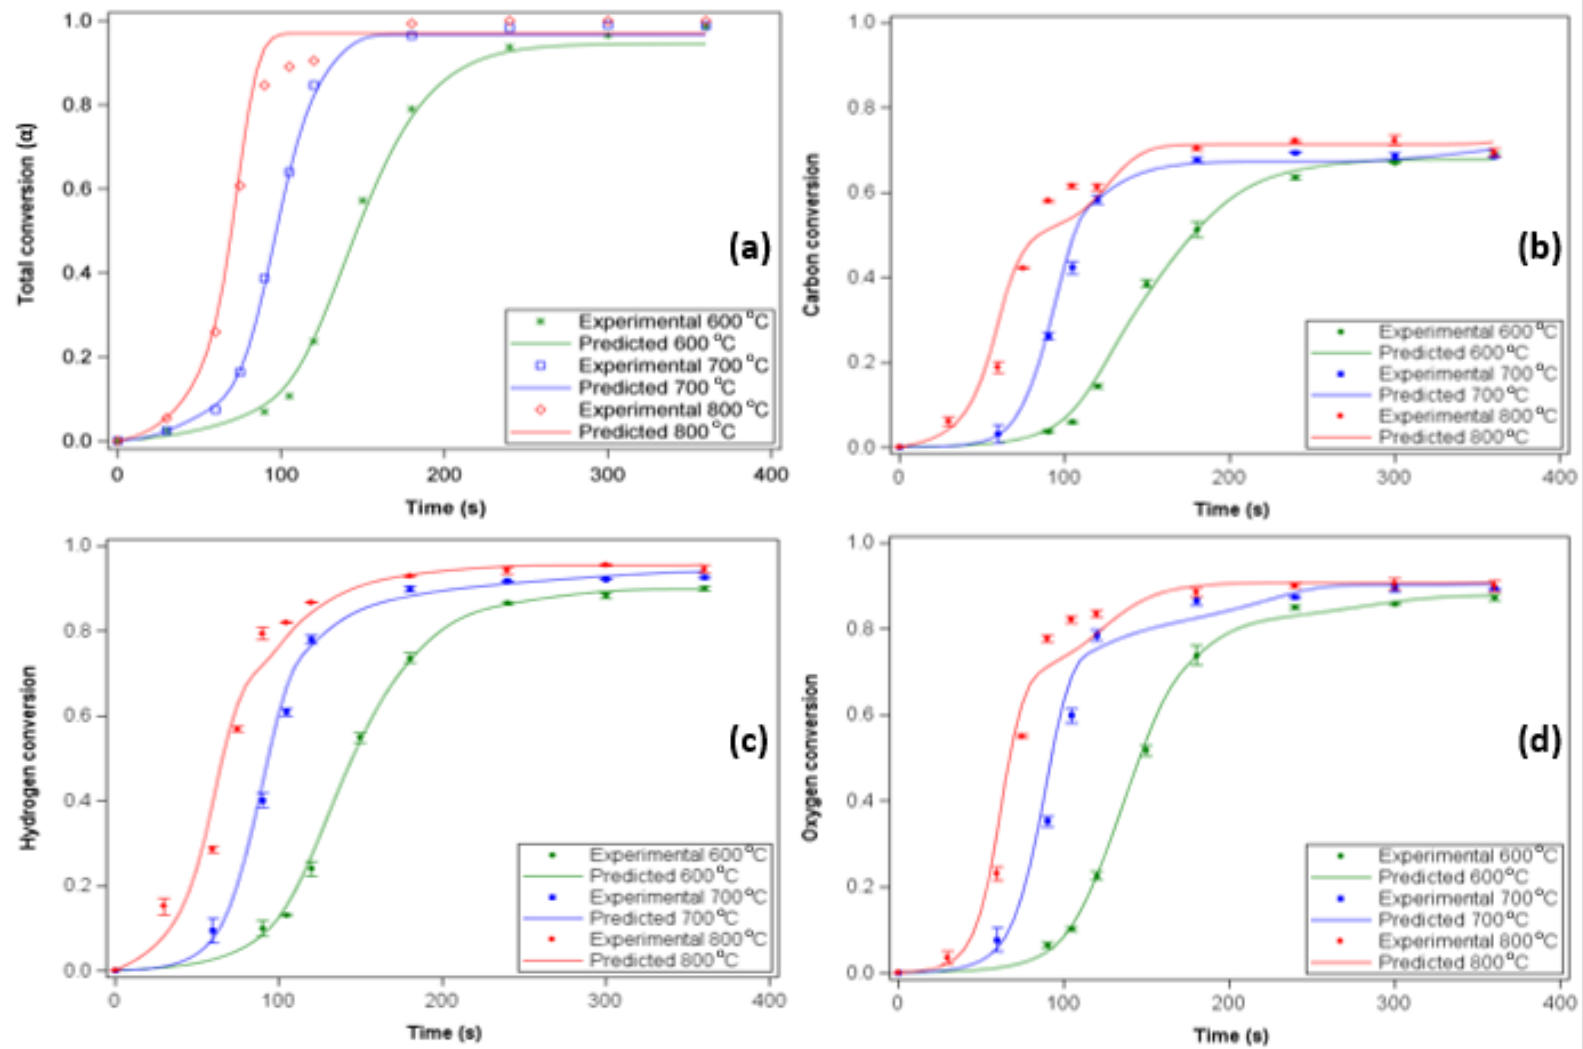 Total conversion (α)
1.0
0.8
0.6
0.4
0.2
0.0
(a)
Experimental 600 °C
Predicted 600 °C
Experimental 700 °C
Predicted 700 °C
Experimental 800 °C
Predicted 800 °C
0 100 200 300 400
Time (s)
Carbon conversion
1.0
0.8
0.6
0.4
0.2
0.0
(b)
Experimental 600°C
Predicted 600°C
Experimental 700°C
Predicted 700°C
Experimental 800°C
Predicted 800°C
0 100 200 300 400
Time (s)
Hydrogen conversion
1.0
0.8
0.6
0.4
0.2
0.0
(c)
Experimental 600°C
Predicted 600°C
Experimental 700°C
Predicted 700°C
Experimental 800°C
Predicted 800°C
0 100 200 300 400
Time (s)
Oxygen conversion
1.0
0.8
0.6
0.4
0.2
0.0
(d)
Experimental 600°C
Predicted 600°C
Experimental 700°C
Predicted 700°C
Experimental 800°C
Predicted 800°C
0 100 200 300 400
Time (s)